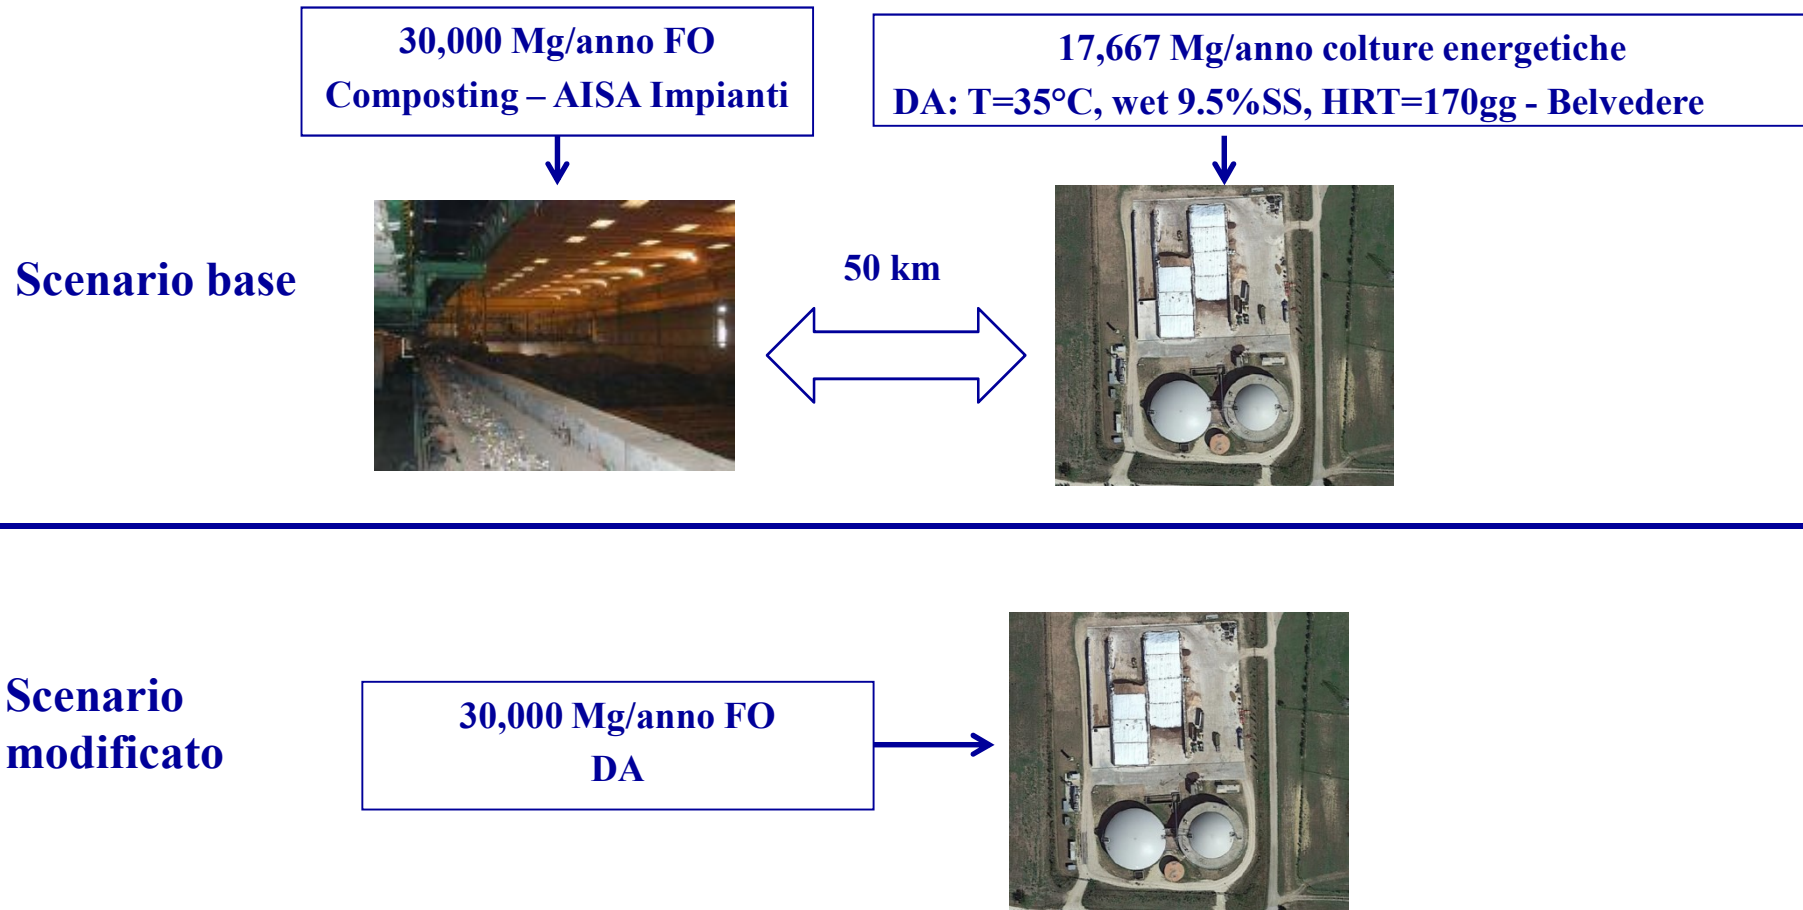 30,000 Mg/anno FO
Composting – AISA Impianti
17,667 Mg/anno colture energetiche
DA: T=35°C, wet 9.5%SS, HRT=170gg - Belvedere
Scenario base
50 km
Scenario
modificato
30,000 Mg/anno FO
DA